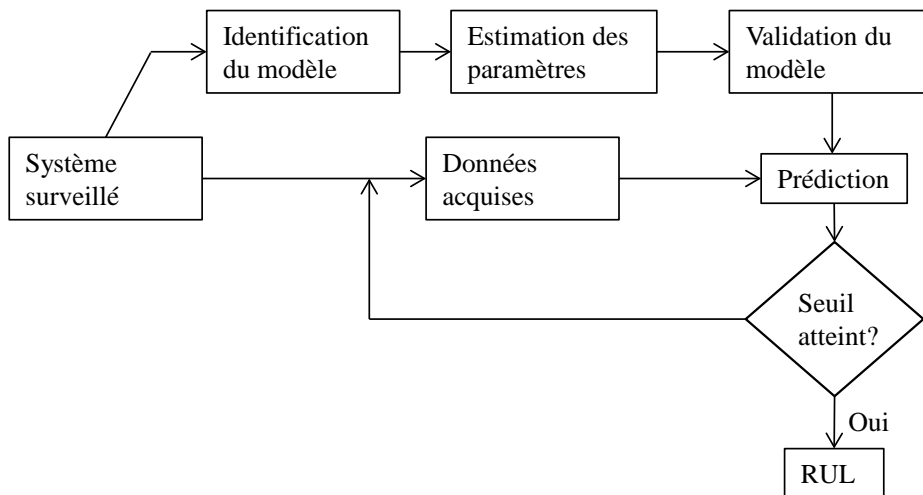 Identification
du modèle
Estimation des
paramètres
Validation du
modèle
Système
surveillé
Données
acquises
Prédiction
Seuil
atteint?
Oui
RUL